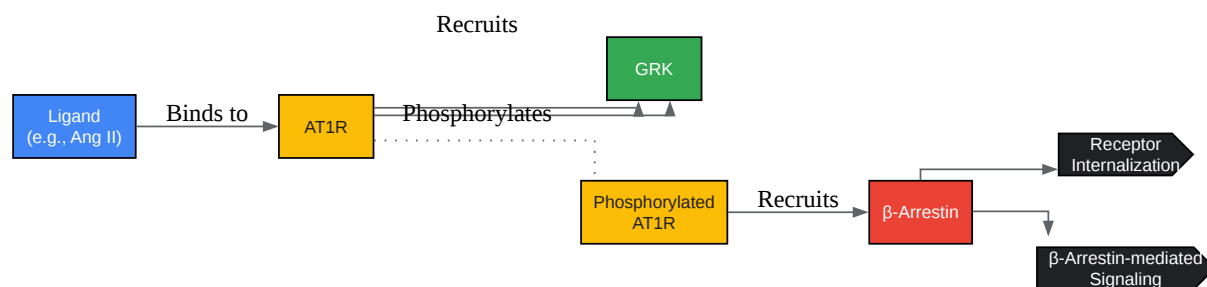 Recruits
GRK
Ligand
(e.g., Ang II)
Binds to
AT1R
Phosphorylates
Receptor
Internalization
Phosphorylated
AT1R
Recruits
β-Arrestin
β-Arrestin-mediated
Signaling